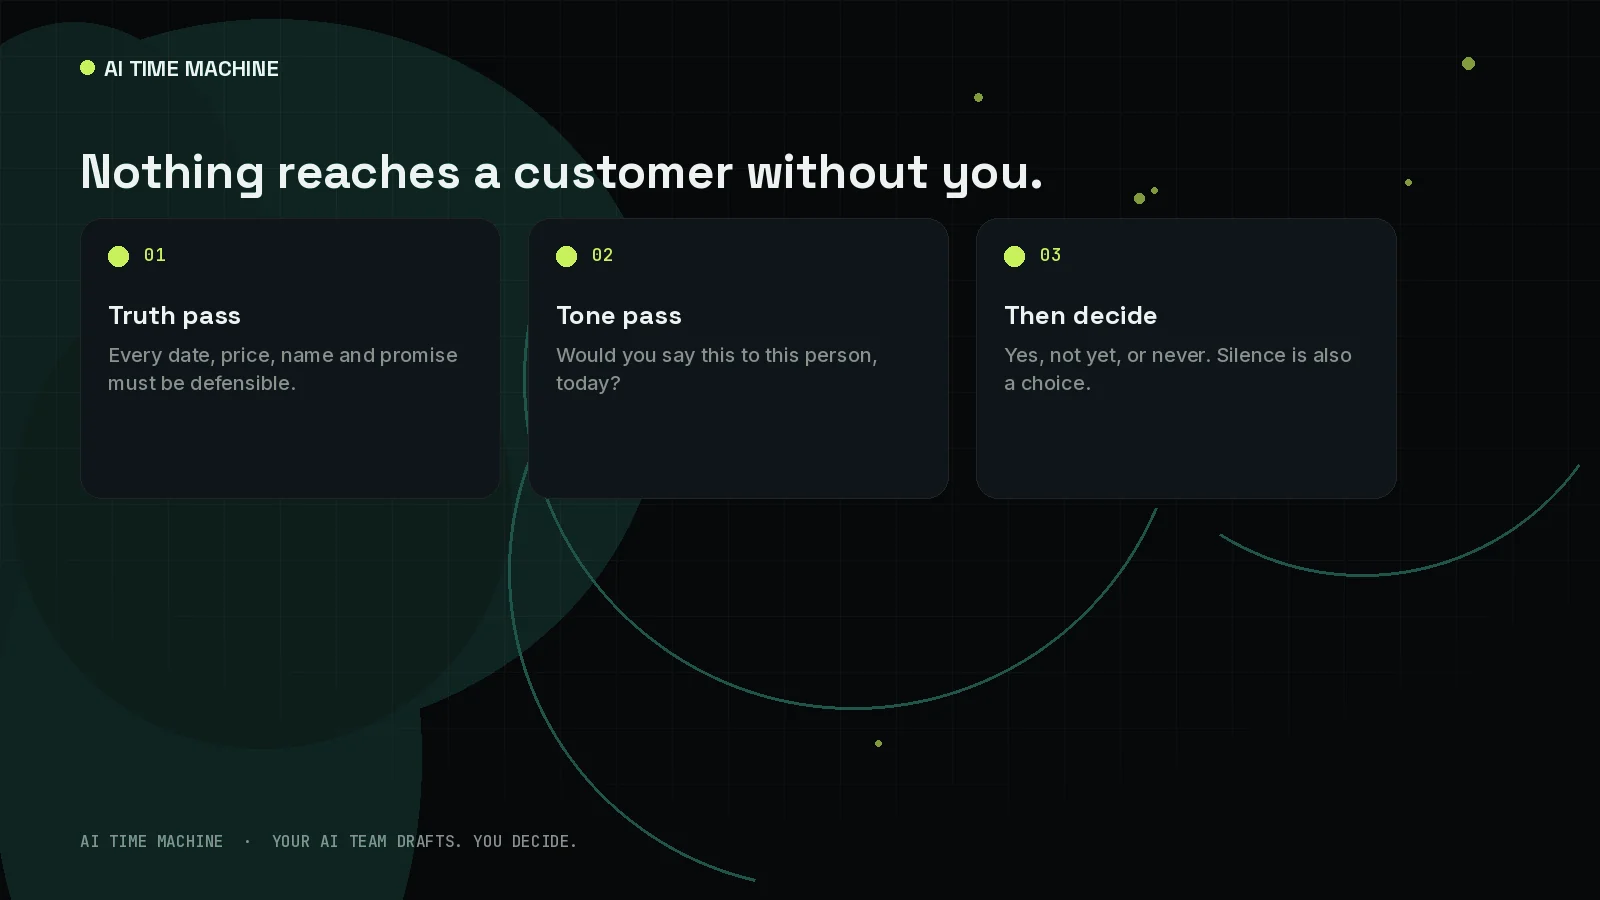 AI TIME MACHINE
Nothing reaches a customer without you.
01
Truth pass
Every date, price, name and promise
must be defensible.
02
Tone pass
Would you say this to this person,
today?
03
Then decide
Yes, not yet, or never. Silence is also
a choice.
AI TIME MACHINE · YOUR AI TEAM DRAFTS. YOU DECIDE.